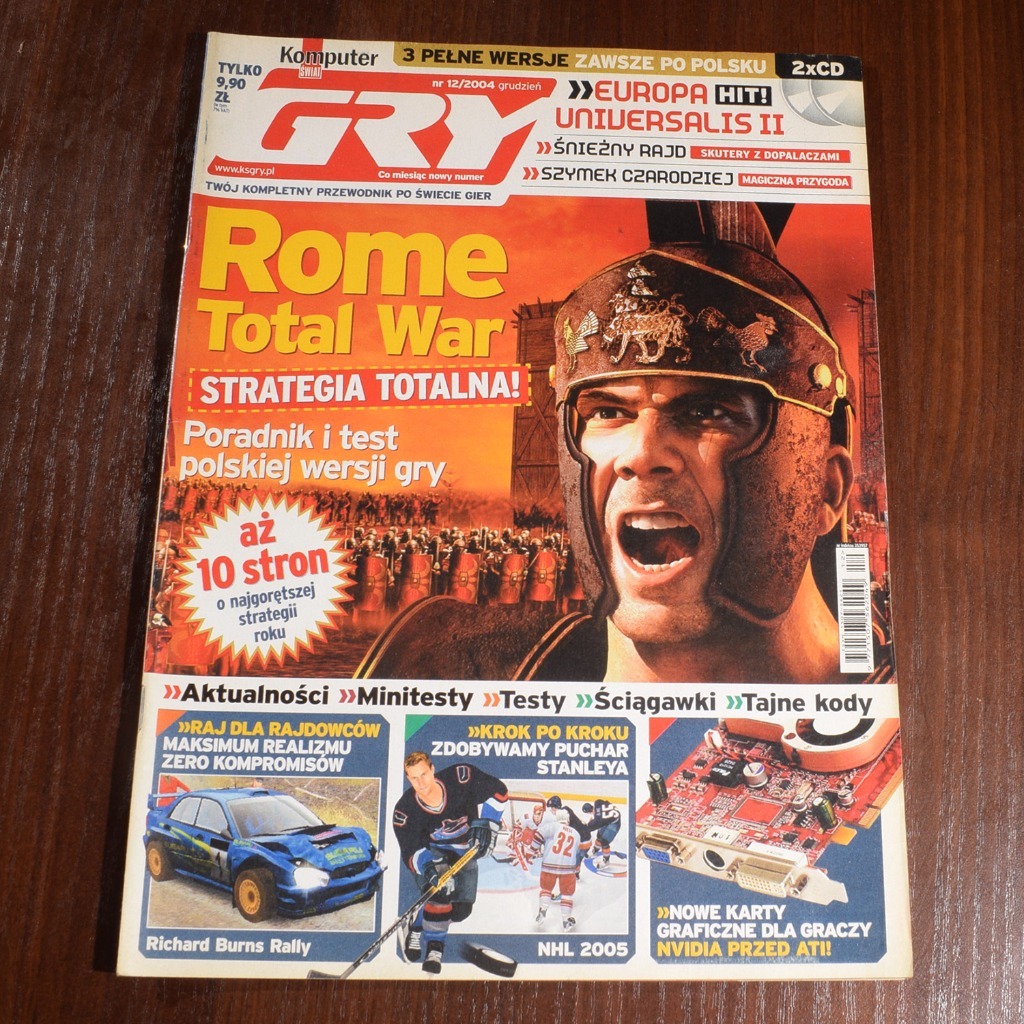 Komputer
ŚWIAT
3 PEŁNE WERSJE ZAWSZE PO POLSKU
2xCD
TYLKO
9,90
ZŁ
nr 12/2004 grudzień
GRY
www.ksgry.pl
Co miesiąc nowy numer
TWÓJ KOMPLETNY PRZEWODNIK PO ŚWIECIE GIER
»EUROPA HIT!
UNIVERSALIS II
»ŚNIEŻNY RAJD SKUTERY Z DOPALACZAMI
»SZYMEK CZARODZIEJ MAGICZNA PRZYGODA
Rome
Total War
STRATEGIA TOTALNA!
Poradnik i test
polskiej wersji gry
aż
10 stron
o najgorętszej
strategii
roku
»Aktualności »Minitesty »Testy »Ściągawki »Tajne kody
»RAJ DLA RAJDOWCÓW
MAKSIMUM REALIZMU
ZERO KOMPROMISÓW
Richard Burns Rally
»KROK PO KROKU
ZDOBYWAMY PUCHAR
STANLEYA
32
NHL 2005
»NOWE KARTY
GRAFICZNE DLA GRACZY
NVIDIA PRZED ATI!